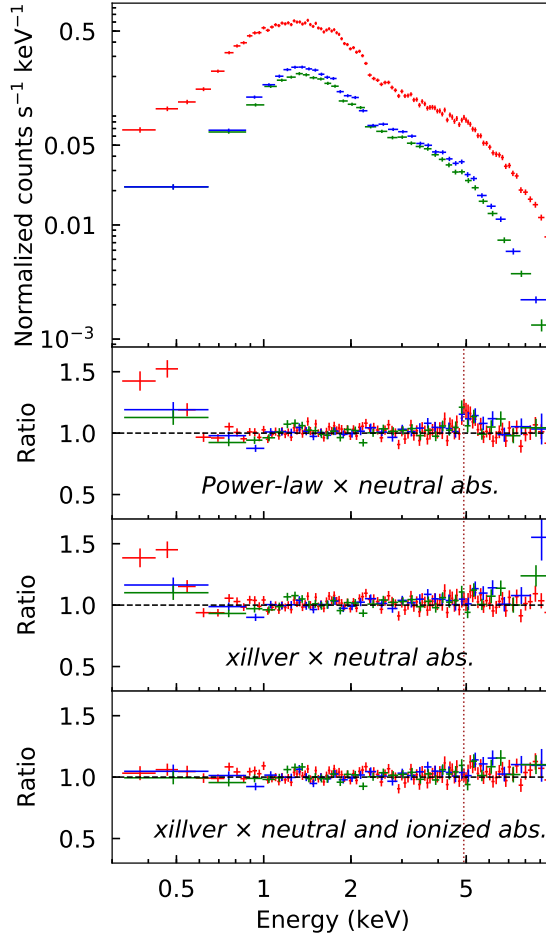 Normalized counts s⁻¹ keV⁻¹
0.5
0.05
0.01
10⁻³
Ratio
1.5
1.0
0.5
Power-law × neutral abs.
Ratio
1.5
1.0
0.5
xillver × neutral abs.
Ratio
1.5
1.0
0.5
xillver × neutral and ionized abs.
0.5 1 2 5
Energy (keV)